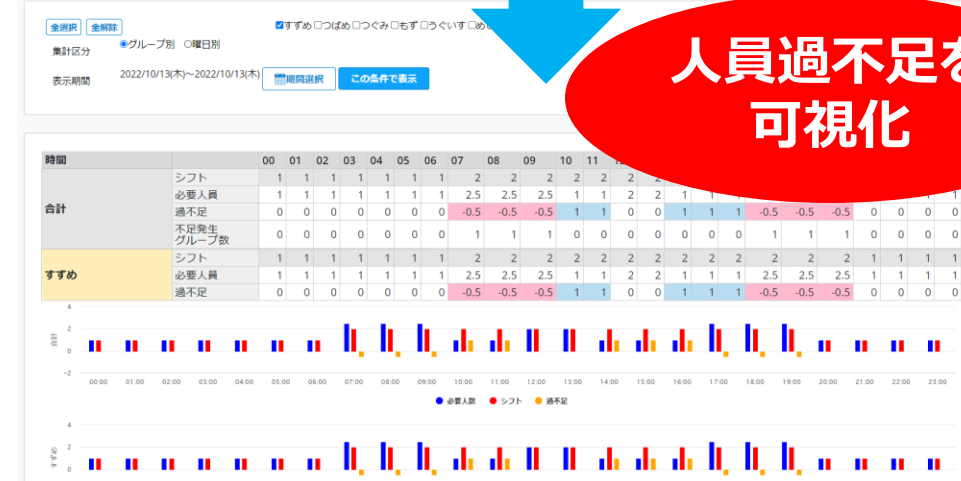 全選択 全解除 すずめ つばめ つぐみ もず うぐいす
集計区分 グループ別 曜日別
表示期間 2022/10/13(木)～2022/10/13(木) 期間選択 この条件で表示
人員過不足を
可視化
時間 00 01 02 03 04 05 06 07 08 09 10 11
合計
シフト 1 1 1 1 1 1 1 2 2 2 2 2 2 2
必要人員 1 1 1 1 1 1 1 2.5 2.5 2.5 1 1 2 2 1 1 1
過不足 0 0 0 0 0 0 0 -0.5 -0.5 -0.5 1 1 0 0 1 1 1 -0.5 -0.5 -0.5 0 0 0 0
不足発生
グループ数 0 0 0 0 0 0 0 1 1 1 0 0 0 0 0 0 0 1 1 1 0 0 0 0
すずめ
シフト 1 1 1 1 1 1 1 2 2 2 2 2 2 2 2 2 2 2 2 2 1 1 1 1
必要人員 1 1 1 1 1 1 1 2.5 2.5 2.5 1 1 2 2 1 1 1 2.5 2.5 2.5 1 1 1 1
過不足 0 0 0 0 0 0 0 -0.5 -0.5 -0.5 1 1 0 0 1 1 1 -0.5 -0.5 -0.5 0 0 0 0
4
2
0
-2
合計
00:00 01:00 02:00 03:00 04:00 05:00 06:00 07:00 08:00 09:00 10:00 11:00 12:00 13:00 14:00 15:00 16:00 17:00 18:00 19:00 20:00 21:00 22:00 23:00
必要人数 シフト 過不足
4
2
0
すずめ